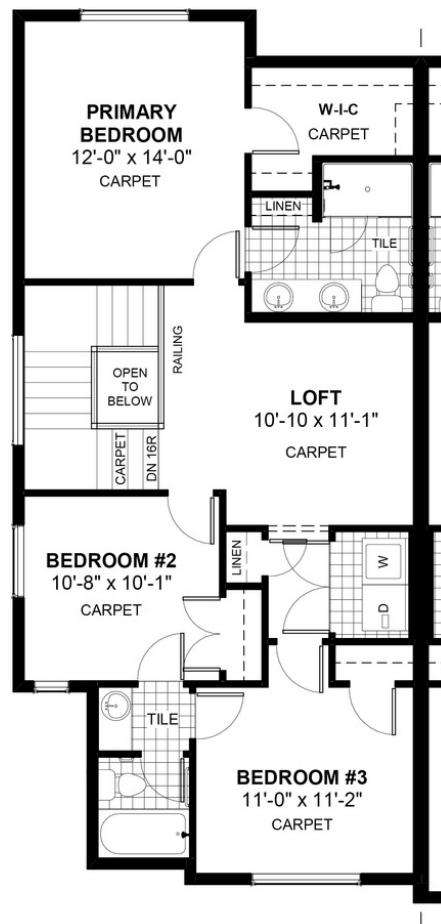 PRIMARY
BEDROOM
12'-0" x 14'-0"
CARPET
W-I-C
CARPET
LINEN
TILE
RAILING
OPEN
TO
BELOW
CARPET
DN 16R
LOFT
10'-10 x 11'-1"
CARPET
BEDROOM #2
10'-8" x 10'-1"
CARPET
LINEN
W
D
TILE
BEDROOM #3
11'-0" x 11'-2"
CARPET